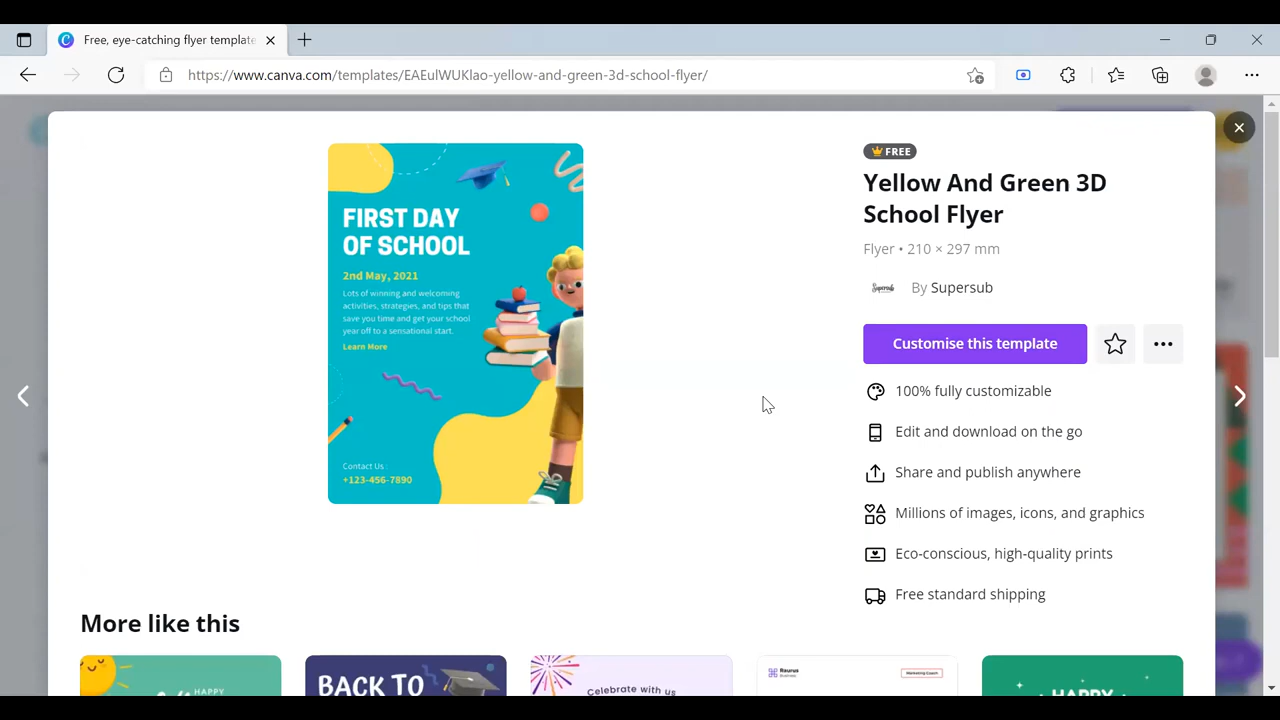 Free, eye-catching flyer template
https://www.canva.com/templates/EAEulWUKlao-yellow-and-green-3d-school-flyer/
FIRST DAY
OF SCHOOL
2nd May, 2021
Lots of winning and welcoming
activities, strategies, and tips that
save you time and get your school
year off to a sensational start.
Learn More
Contact Us :
+123-456-7890
FREE
Yellow And Green 3D
School Flyer
Flyer • 210 × 297 mm
Supersub
By Supersub
Customise this template
100% fully customizable
Edit and download on the go
Share and publish anywhere
Millions of images, icons, and graphics
Eco-conscious, high-quality prints
Free standard shipping
More like this
HAPPY
BACK TO
Celebrate with us
Raurus
Business
Marketing Coach
HAPPY